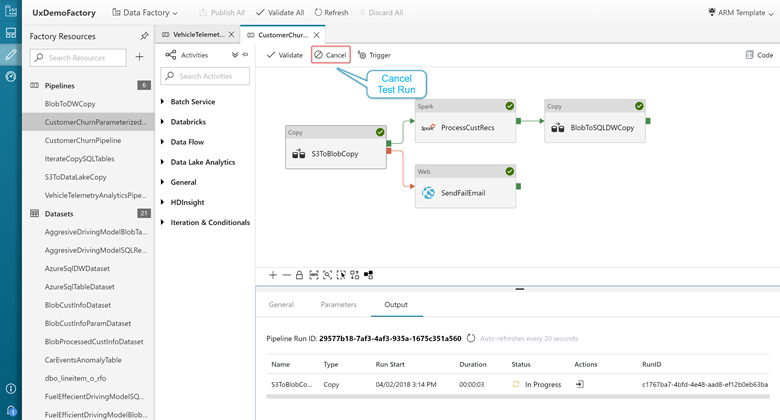 UxDemoFactory
Data Factory
Publish All
Validate All
Refresh
Discard All
ARM Template
Factory Resources
Search Resources
Pipelines
6
BlobToDWCopy
CustomerChurnParameterized...
CustomerChurnPipeline
IterateCopySQLTables
S3ToDataLakeCopy
VehicleTelemetryAnalyticsPipe...
Datasets
21
AggresiveDrivingModelBlobTa...
AggresiveDrivingModelSQLRe...
AzureSqlDWDataset
AzureSqlTableDataset
BlobCustInfoDataset
BlobCustInfoParamDataset
BlobProcessedCustInfoDataset
CarEventsAnomalyTable
dbo_lineitem_o_rfo
FuelEffecientDrivingModelSQ...
FuelEfficientDrivingModelBlo...
VehicleTelemet...
CustomerChur...
Activities
Search Activities
Batch Service
Databricks
Data Flow
Data Lake Analytics
General
HDInsight
Iteration & Conditionals
Validate
Cancel
Trigger
Code
Cancel
Test Run
Copy
S3ToBlobCopy
Spark
Spark
ProcessCustRecs
Copy
BlobToSQLDWCopy
Web
SendFailEmail
General
Parameters
Output
Pipeline Run ID: 29577b18-7af3-4af3-935a-1675c351a560
Auto-refreshes every 20 seconds
Name Type Run Start Duration Status Actions RunID
S3ToBlobCo... Copy 04/02/2018 3:14 PM 00:00:03 In Progress c1767ba7-4bfd-4e48-aad8-ef12b0eb63ba